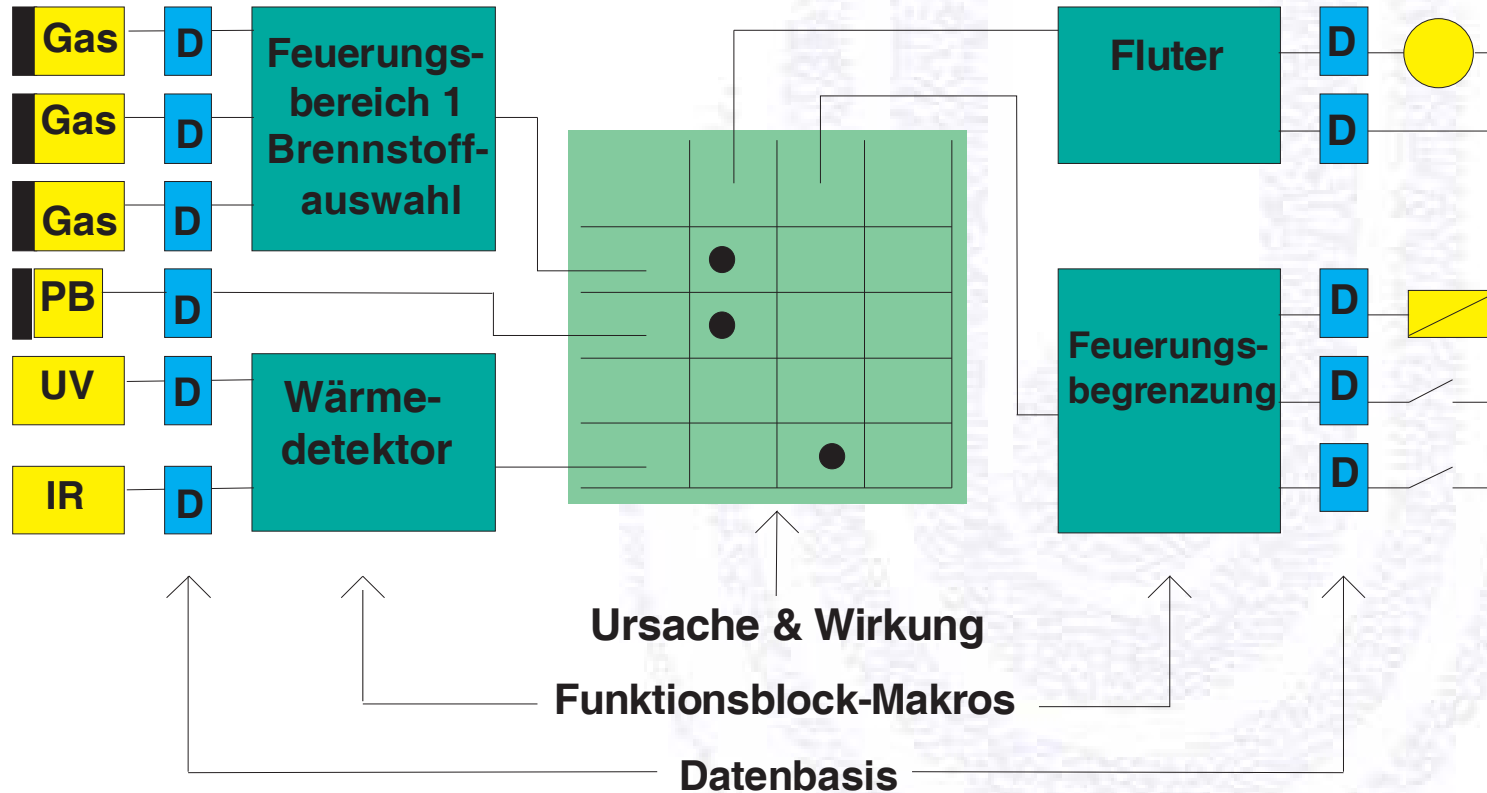 Gas
D
Gas
D
Gas
D
PB
D
UV
D
IR
D
Feuerungs-
bereich 1
Brennstoff-
auswahl
Wärme-
detektor
Fluter
D
D
Feuerungs-
begrenzung
D
D
D
Ursache & Wirkung
Funktionsblock-Makros
Datenbasis